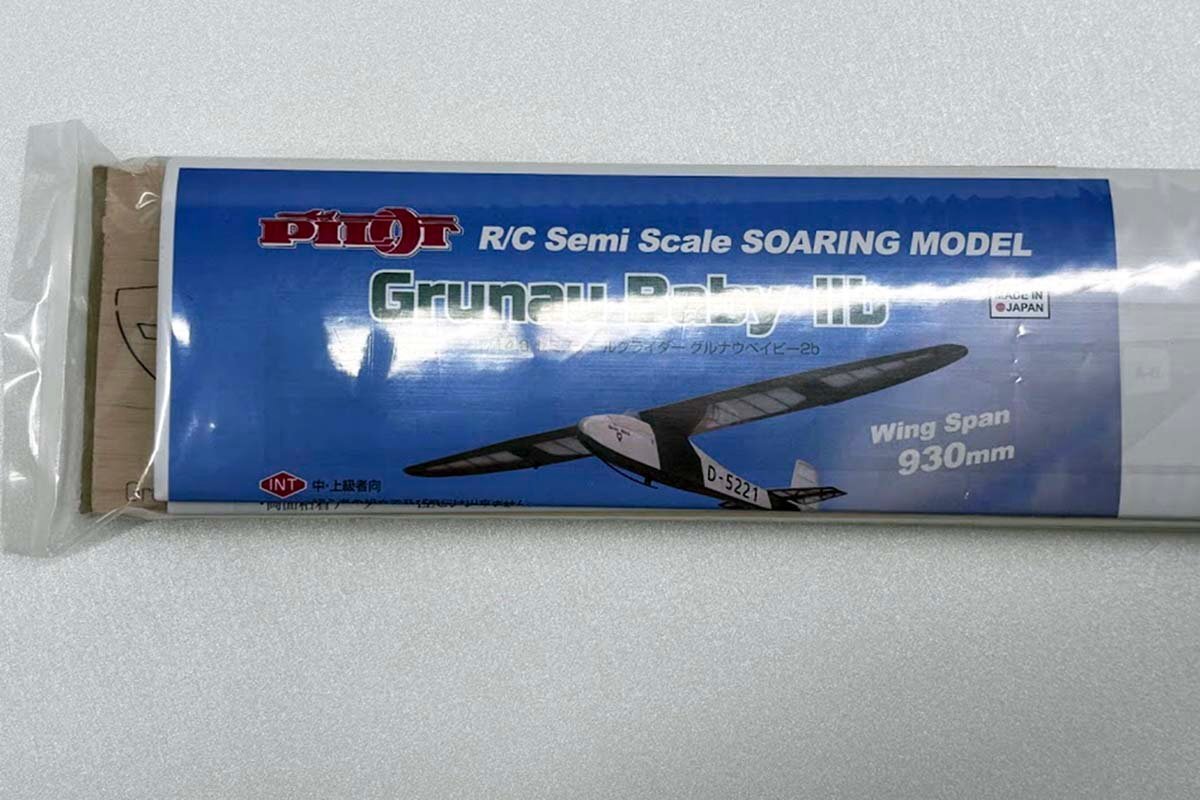 PILOT
R/C Semi Scale SOARING MODEL
Grunau Baby IIb
MADE IN
JAPAN
グルナウベイビー2b
Wing Span
930mm
D-5221
INT 中・上級者向